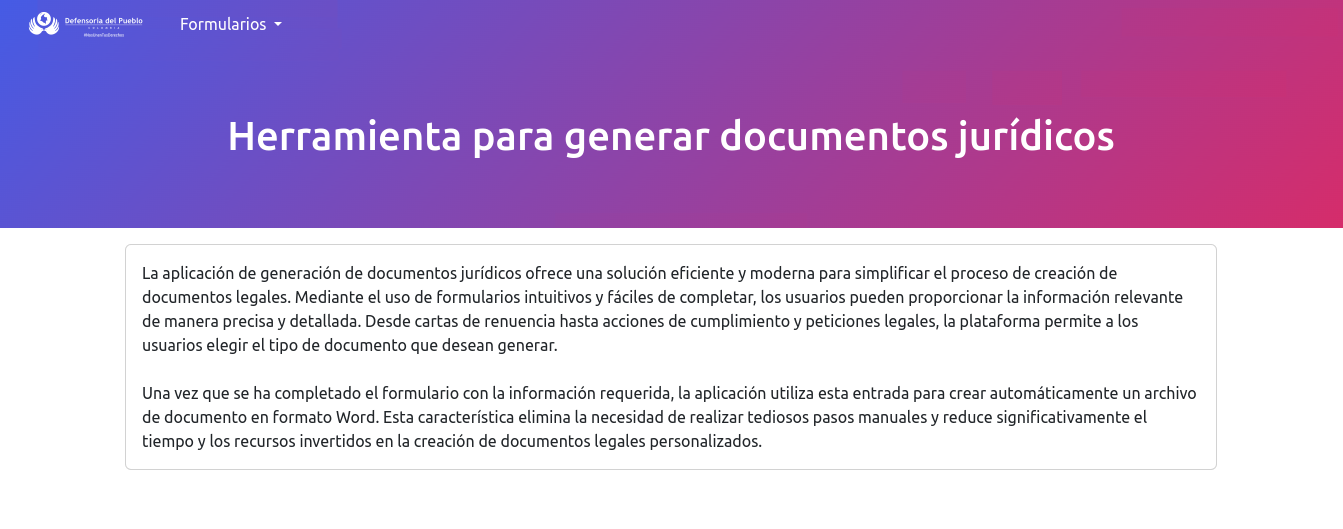 Defensoría del Pueblo
COLOMBIA
Formularios
Herramienta para generar documentos jurídicos
La aplicación de generación de documentos jurídicos ofrece una solución eficiente y moderna para simplificar el proceso de creación de
documentos legales. Mediante el uso de formularios intuitivos y fáciles de completar, los usuarios pueden proporcionar la información relevante
de manera precisa y detallada. Desde cartas de renuencia hasta acciones de cumplimiento y peticiones legales, la plataforma permite a los
usuarios elegir el tipo de documento que desean generar.
Una vez que se ha completado el formulario con la información requerida, la aplicación utiliza esta entrada para crear automáticamente un archivo
de documento en formato Word. Esta característica elimina la necesidad de realizar tediosos pasos manuales y reduce significativamente el
tiempo y los recursos invertidos en la creación de documentos legales personalizados.